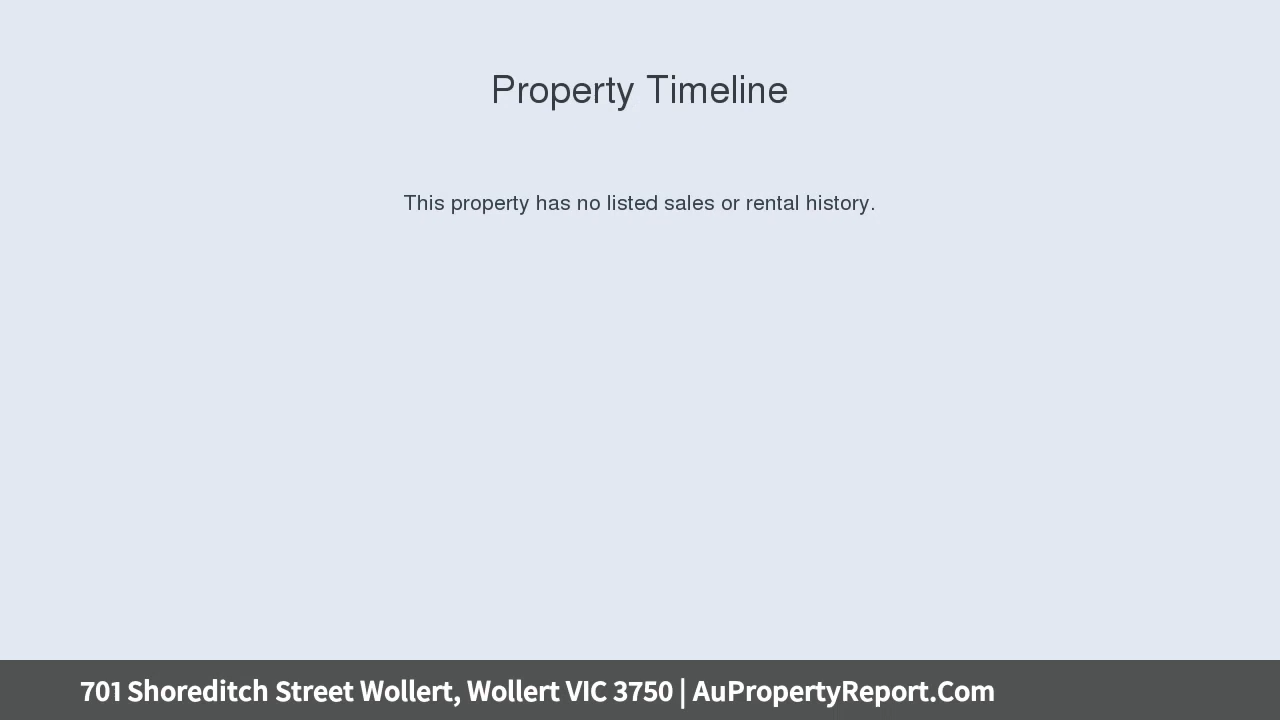 Property Timeline
This property has no listed sales or rental history.
701 Shoreditch Street Wollert, Wollert VIC 3750 | AuPropertyReport.Com